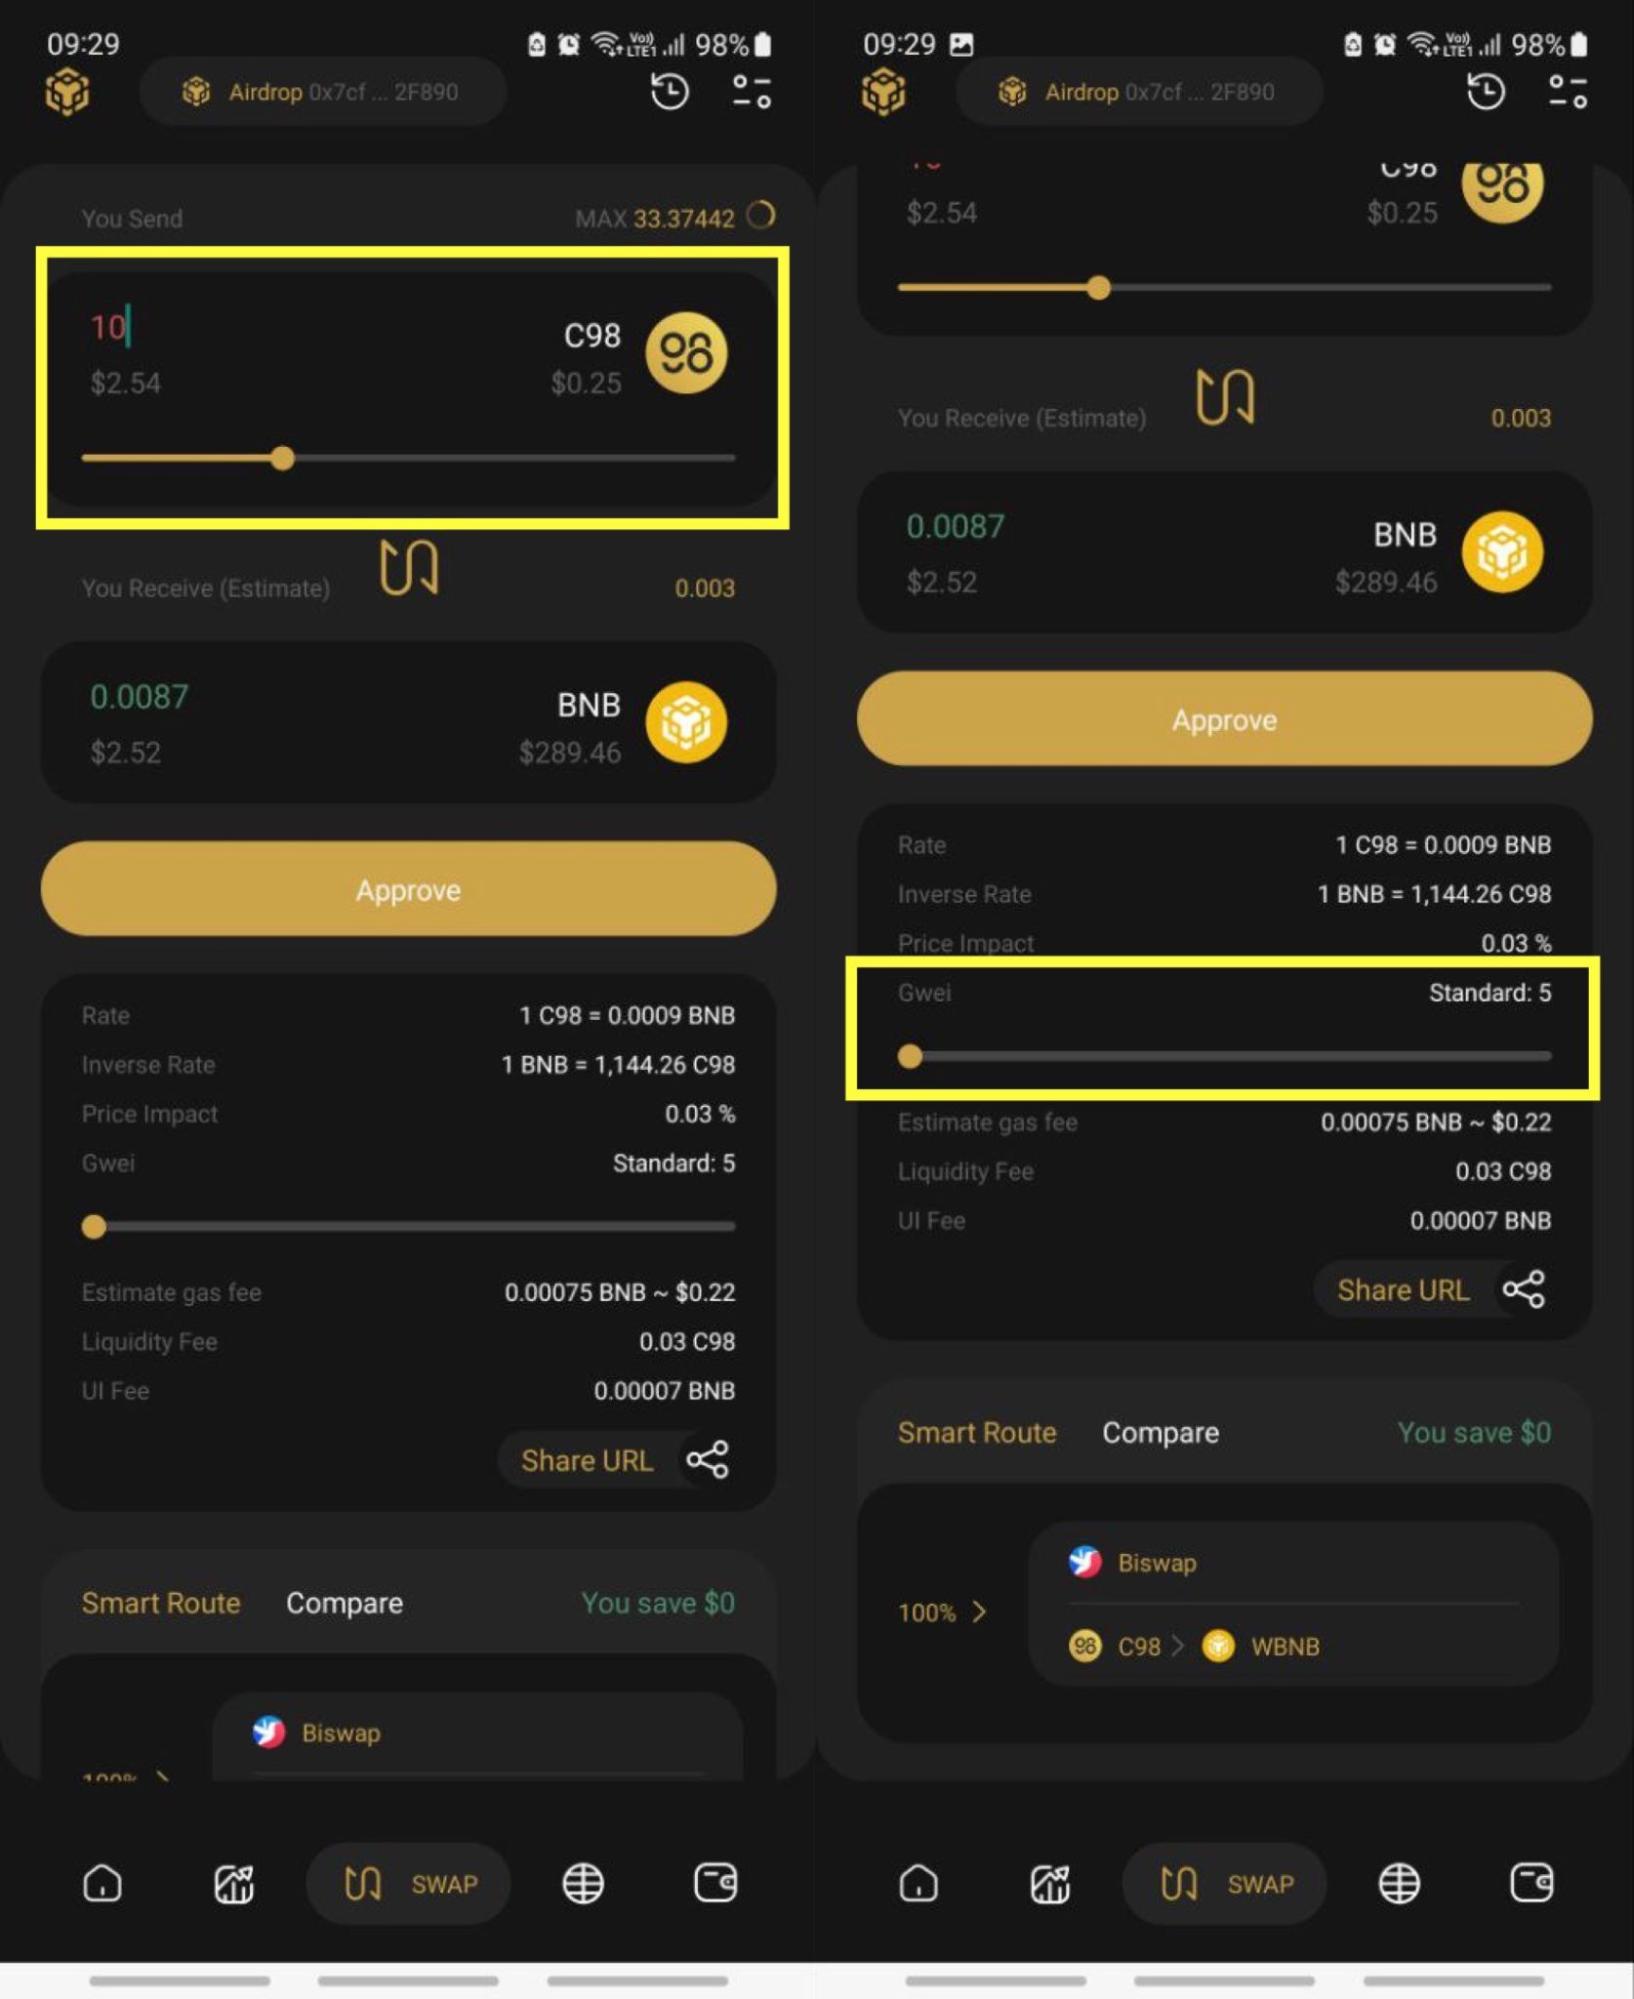 09:29
Vo))
LTE1
98%
Airdrop 0x7cf ... 2F890
You Send
MAX 33.37442
10
C98
$2.54
$0.25
You Receive (Estimate)
0.003
0.0087
BNB
$2.52
$289.46
Approve
Rate
1 C98 = 0.0009 BNB
Inverse Rate
1 BNB = 1,144.26 C98
Price Impact
0.03 %
Gwei
Standard: 5
Estimate gas fee
0.00075 BNB ~ $0.22
Liquidity Fee
0.03 C98
UI Fee
0.00007 BNB
Share URL
Smart Route
Compare
You save $0
Biswap
100%
SWAP
09:29
Vo))
LTE1
98%
Airdrop 0x7cf ... 2F890
C98
98
$2.54
$0.25
You Receive (Estimate)
0.003
0.0087
BNB
$2.52
$289.46
Approve
Rate
1 C98 = 0.0009 BNB
Inverse Rate
1 BNB = 1,144.26 C98
Price Impact
0.03 %
Gwei
Standard: 5
Estimate gas fee
0.00075 BNB ~ $0.22
Liquidity Fee
0.03 C98
UI Fee
0.00007 BNB
Share URL
Smart Route
Compare
You save $0
Biswap
100%
98 C98 > WBNB
SWAP